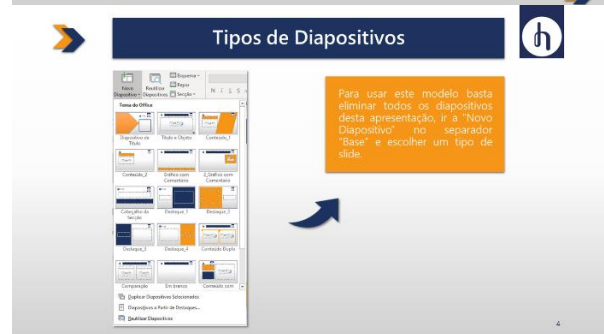 Tipos de Diapositivos
h
Novo
Diapositivo
Reutilizar
Diapositivos
Esquema
Repor
Secção
N I S
Tema do Office
Diapositivo de
Título
Título e Objeto
Conteúdo_1
Conteúdo_2
Gráfico com
Comentário
2_Gráfico com
Comentário
Cabeçalho da
Secção
Destaque_1
Destaque_2
Destaque_3
Destaque_4
Conteúdo Duplo
Comparação
Em branco
Conteúdo com
Duplicar Diapositivos Selecionados
Diapositivos a Partir de Destaques...
Reutilizar Diapositivos
Para usar este modelo basta
eliminar todos os diapositivos
desta apresentação, ir a "Novo
Diapositivo" no separador
"Base" e escolher um tipo de
slide.
4